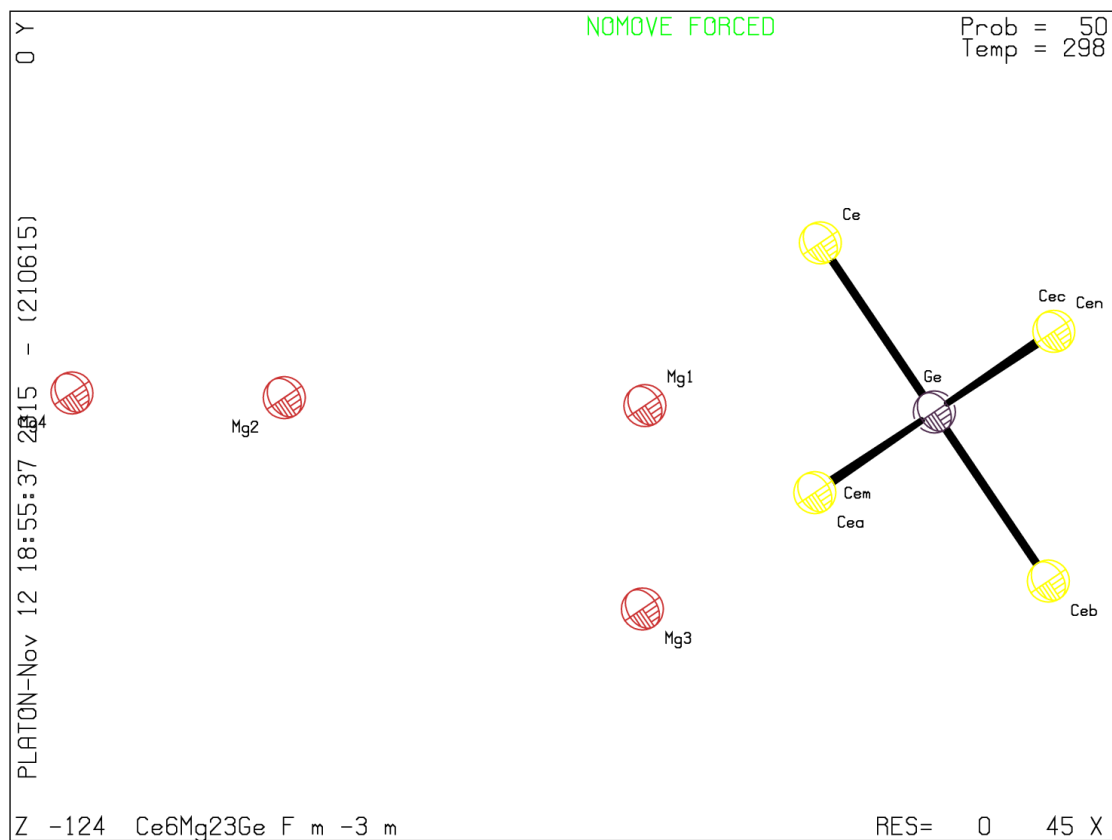 NOMOVE FORCED
Prob = 50
Temp = 298
O Y
PLATON-Nov 12 18:55:37 2015 - (210615)
Ce
Cec Cen
Ge
Mg1
Mg2
Mg4
Cem
Cea
Ceb
Mg3
Z -124 Ce6Mg23Ge F m -3 m RES= 0 45 X